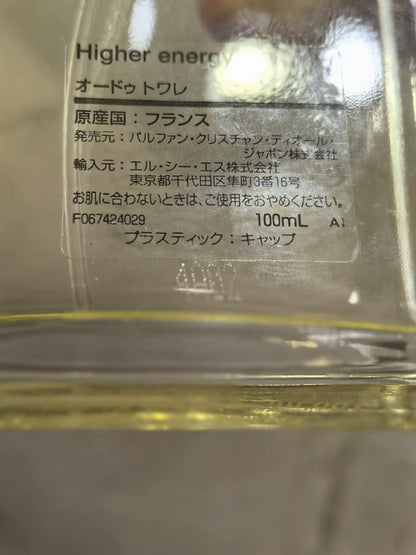 Higher energy
オードゥ トワレ
原産国：フランス
発売元：パルファン・クリスチャン・ディオール・
ジャポン株式会社
輸入元：エル・シー・エス株式会社
東京都千代田区隼町3番16号
お肌に合わないときは、ご使用をおやめください。
F067424029 100mL A1
プラスティック：キャップ